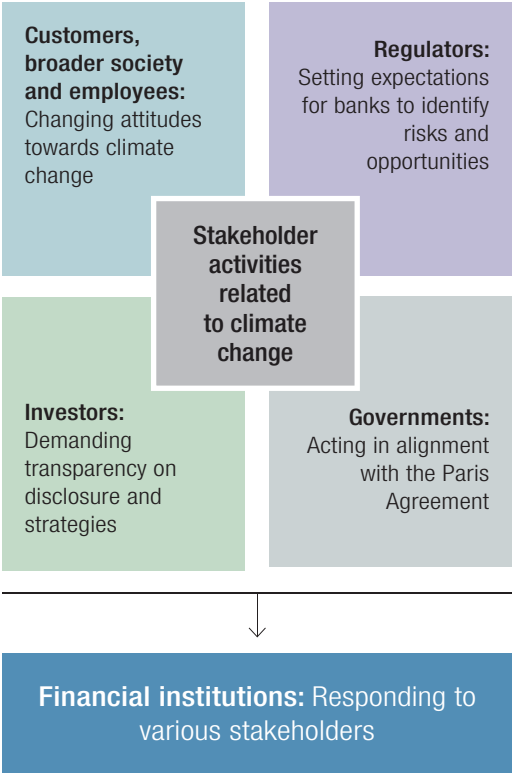 Customers,
broader society
and employees:
Changing attitudes
towards climate
change
Regulators:
Setting expectations
for banks to identify
risks and
opportunities
Stakeholder
activities
related
to climate
change
Investors:
Demanding
transparency on
disclosure and
strategies
Governments:
Acting in alignment
with the Paris
Agreement
Financial institutions: Responding to
various stakeholders